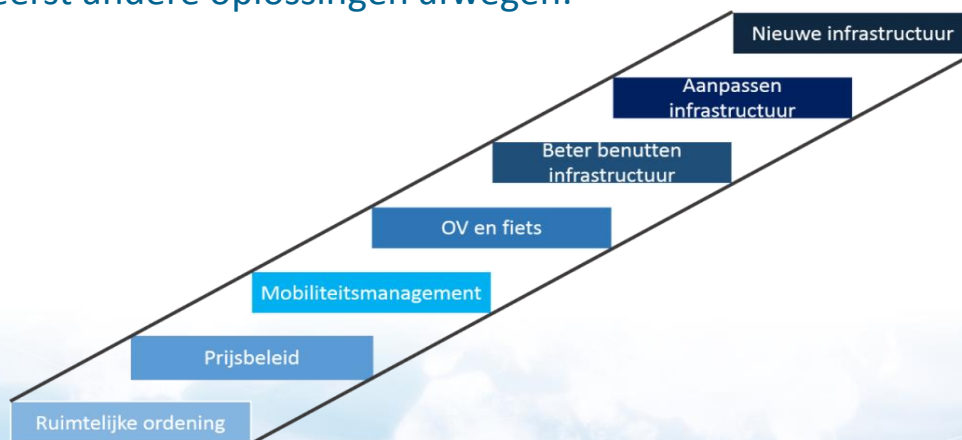 eerst andere oplossingen afwegen.
Nieuwe infrastructuur
Aanpassen
infrastructuur
Beter benutten
infrastructuur
OV en fiets
Mobiliteitsmanagement
Prijsbeleid
Ruimtelijke ordening